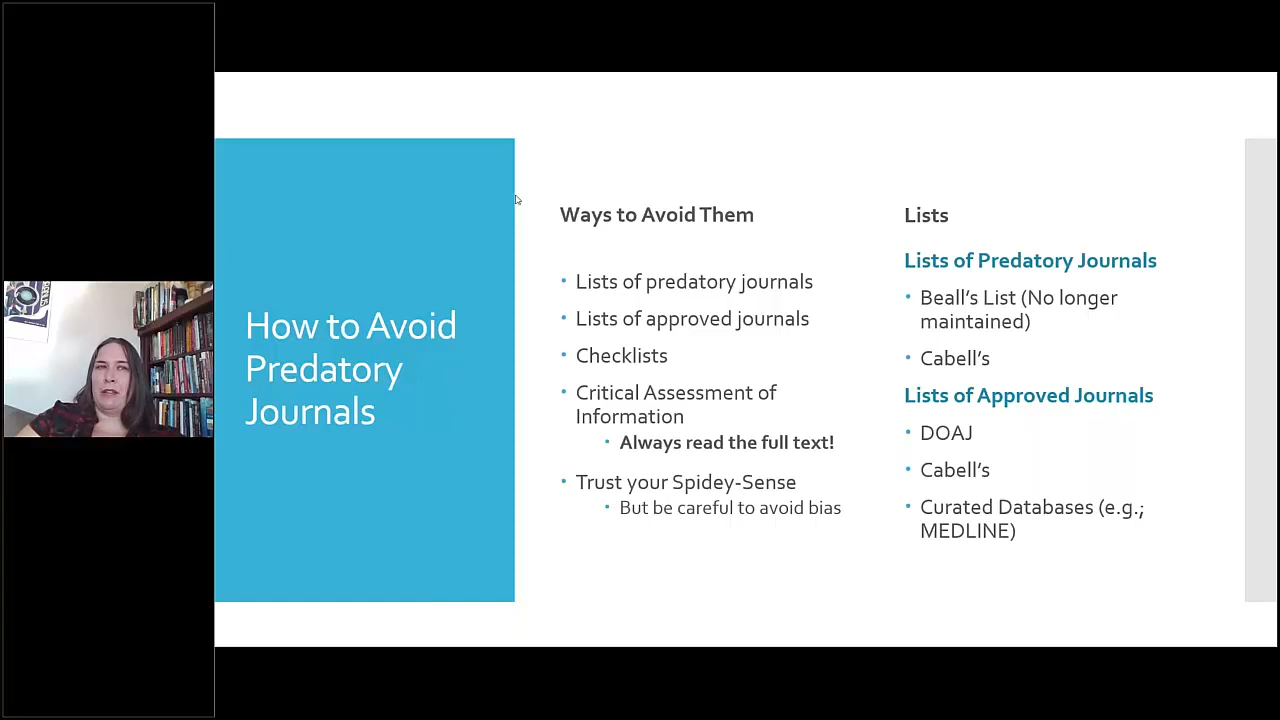 How to Avoid
Predatory
Journals
Ways to Avoid Them
• Lists of predatory journals
• Lists of approved journals
• Checklists
• Critical Assessment of
Information
• Always read the full text!
• Trust your Spidey-Sense
• But be careful to avoid bias
Lists
Lists of Predatory Journals
• Beall's List (No longer
maintained)
• Cabell's
Lists of Approved Journals
• DOAJ
• Cabell's
• Curated Databases (e.g.;
MEDLINE)